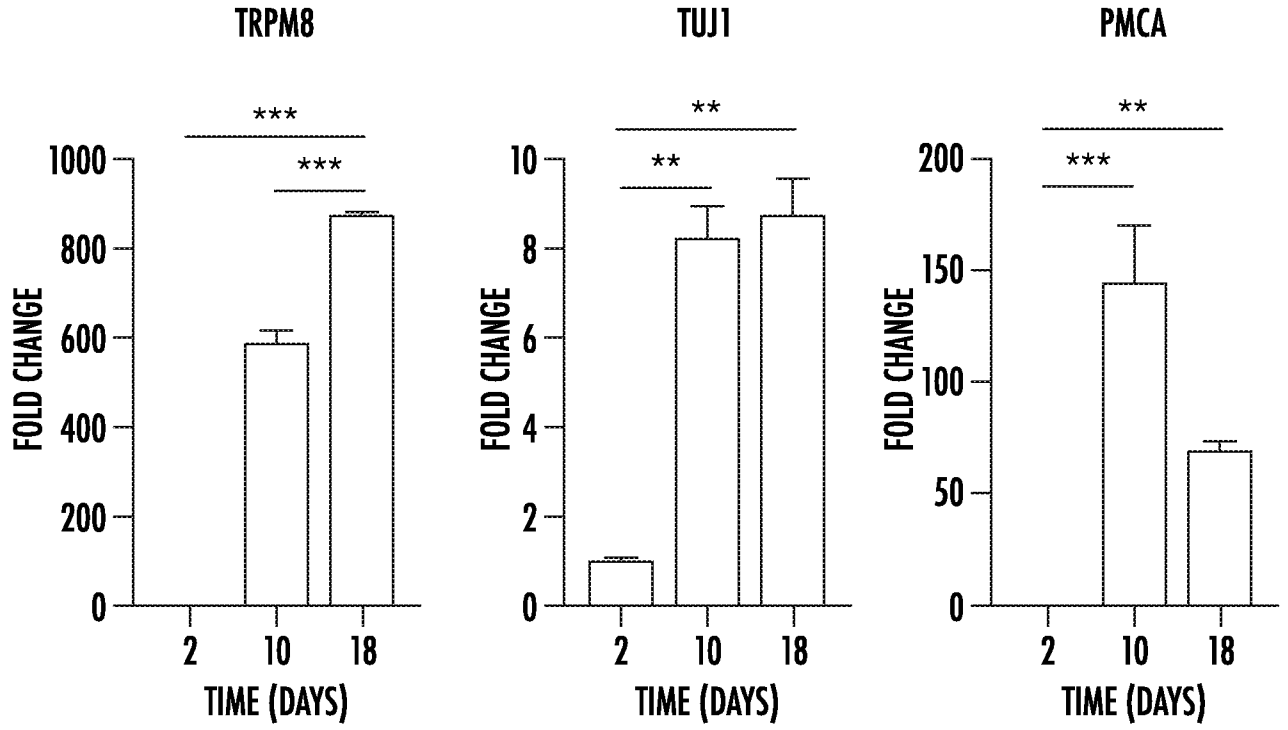 TRPM8
***
***
1000
800
600
400
200
0
FOLD CHANGE
2 10 18
TIME (DAYS)
TUJ1
**
**
10
8
6
4
2
0
FOLD CHANGE
2 10 18
TIME (DAYS)
PMCA
**
***
200
150
100
50
0
FOLD CHANGE
2 10 18
TIME (DAYS)